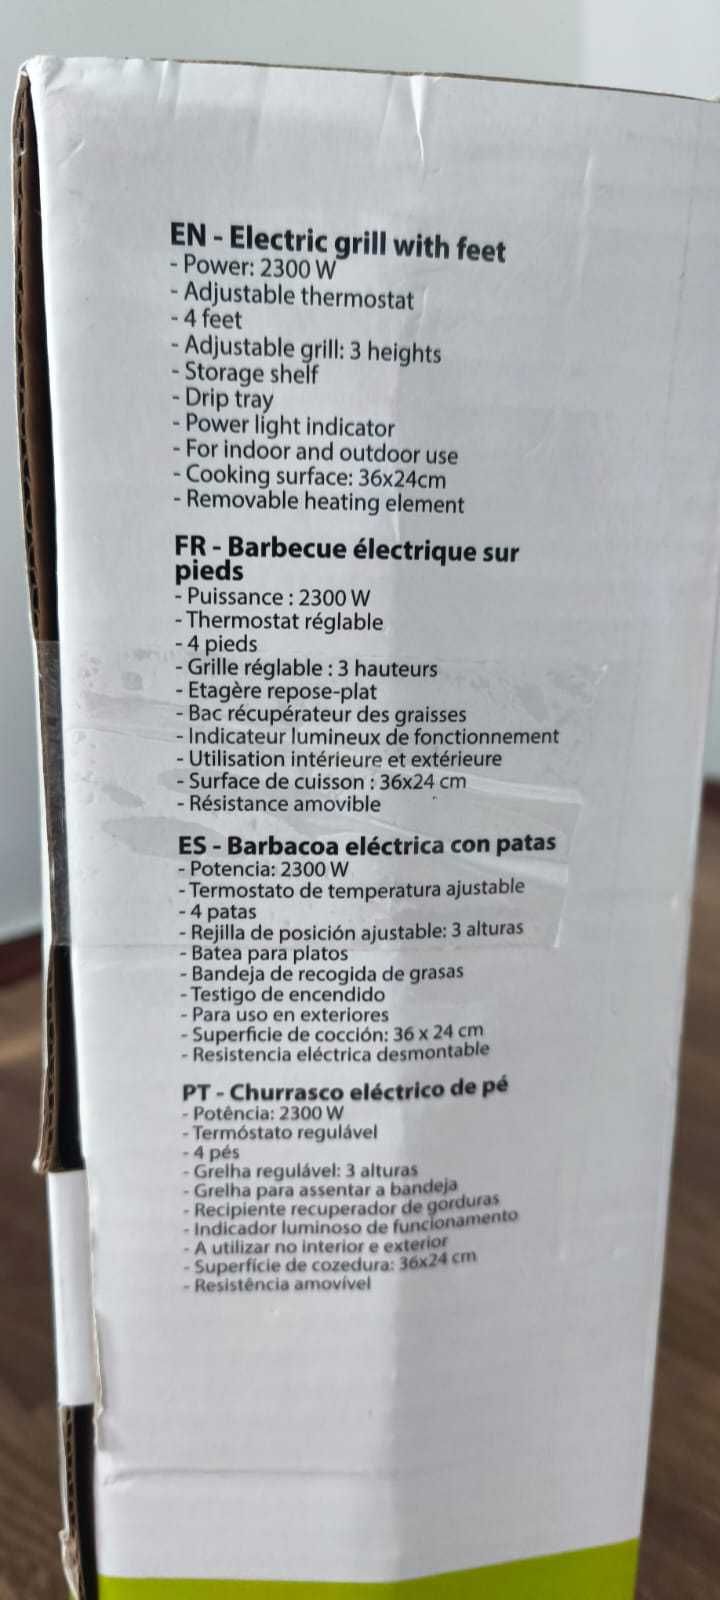 EN - Electric grill with feet
- Power: 2300 W
- Adjustable thermostat
- 4 feet
- Adjustable grill: 3 heights
- Storage shelf
- Drip tray
- Power light indicator
- For indoor and outdoor use
- Cooking surface: 36x24cm
- Removable heating element
FR - Barbecue électrique sur
pieds
- Puissance : 2300 W
- Thermostat réglable
- 4 pieds
- Grille réglable : 3 hauteurs
- Etagère repose-plat
- Bac récupérateur des graisses
- Indicateur lumineux de fonctionnement
- Utilisation intérieure et extérieure
- Surface de cuisson : 36x24 cm
- Résistance amovible
ES - Barbacoa eléctrica con patas
- Potencia: 2300 W
- Termostato de temperatura ajustable
- 4 patas
- Rejilla de posición ajustable: 3 alturas
- Batea para platos
- Bandeja de recogida de grasas
- Testigo de encendido
- Para uso en exteriores
- Superficie de cocción: 36 x 24 cm
- Resistencia eléctrica desmontable
PT - Churrasco eléctrico de pé
- Potência: 2300 W
- Termóstato regulável
- 4 pés
- Grelha regulável: 3 alturas
- Grelha para assentar a bandeja
- Recipiente recuperador de gorduras
- Indicador luminoso de funcionamento
- A utilizar no interior e exterior
- Superfície de cozedura: 36x24 cm
- Resistência amovível